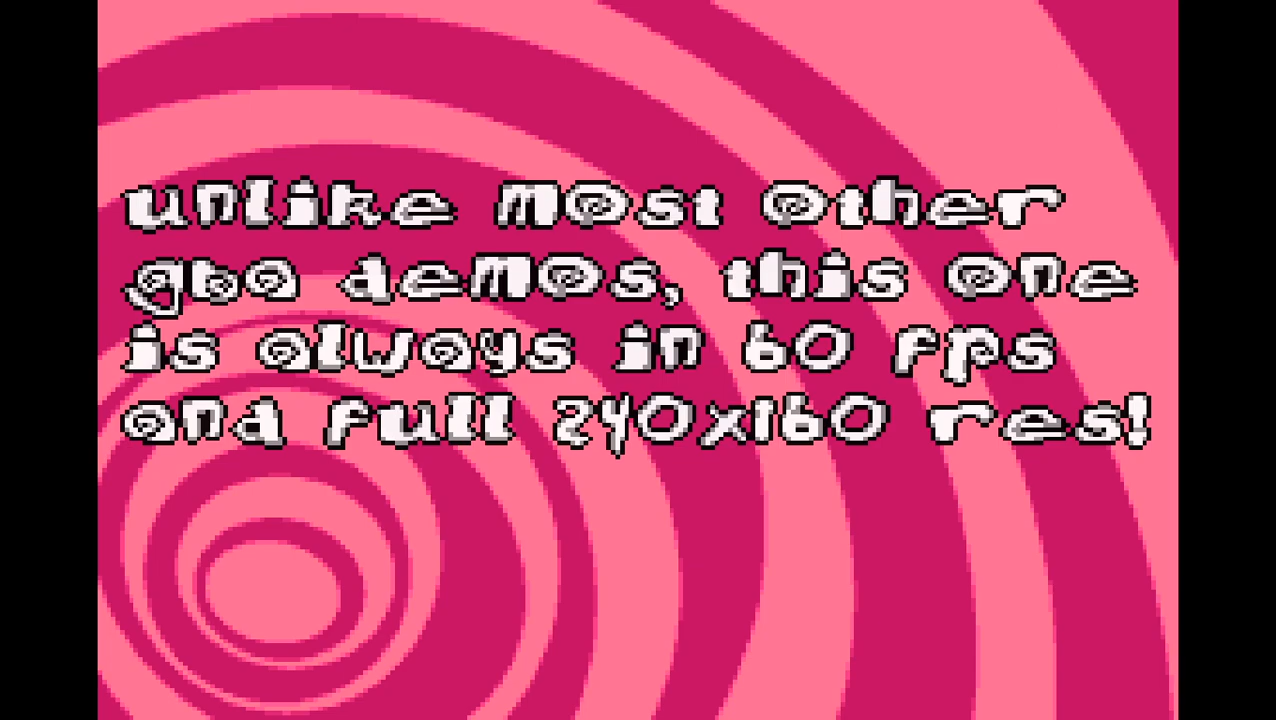 unlike most other
gba demos, this one
is always in 60 fps
and full 240x160 res!